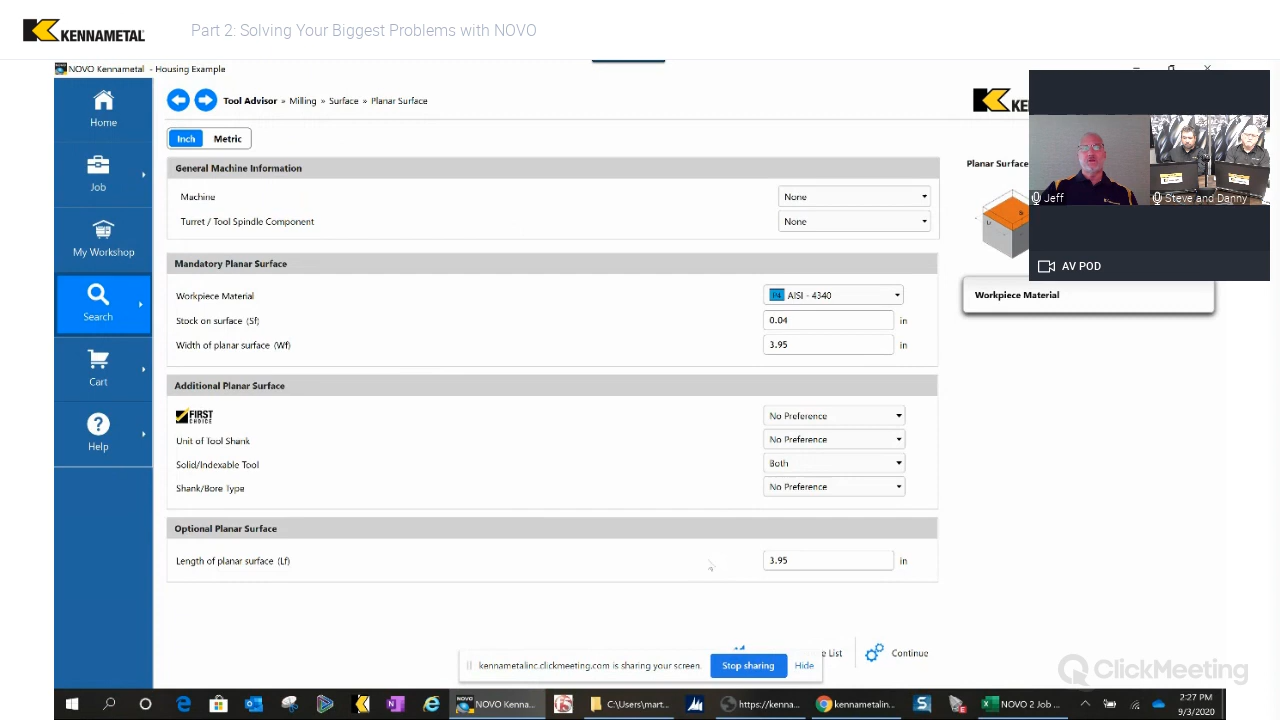 KENNAMETAL Part 2: Solving Your Biggest Problems with NOVO
NOVO Kennametal - Housing Example
Home
Job
My Workshop
Search
Cart
Help
Tool Advisor » Milling » Surface » Planar Surface
Inch Metric
General Machine Information
Machine None
Turret / Tool Spindle Component None
Mandatory Planar Surface
Workpiece Material P4 AISI - 4340
Stock on surface (Sf) 0.04 in
Width of planar surface (Wf) 3.95 in
Additional Planar Surface
FIRST CHOICE No Preference
Unit of Tool Shank No Preference
Solid/Indexable Tool Both
Shank/Bore Type No Preference
Optional Planar Surface
Length of planar surface (Lf) 3.95 in
List Continue
KE
Planar Surface
Jeff Steve and Danny
AV POD
Workpiece Material
kennametalinc.clickmeeting.com is sharing your screen. Stop sharing Hide
ClickMeeting
NOVO Kenna... C:\Users\mart... https://kenna... kennametalin... NOVO 2 Job ... 2:27 PM
9/3/2020